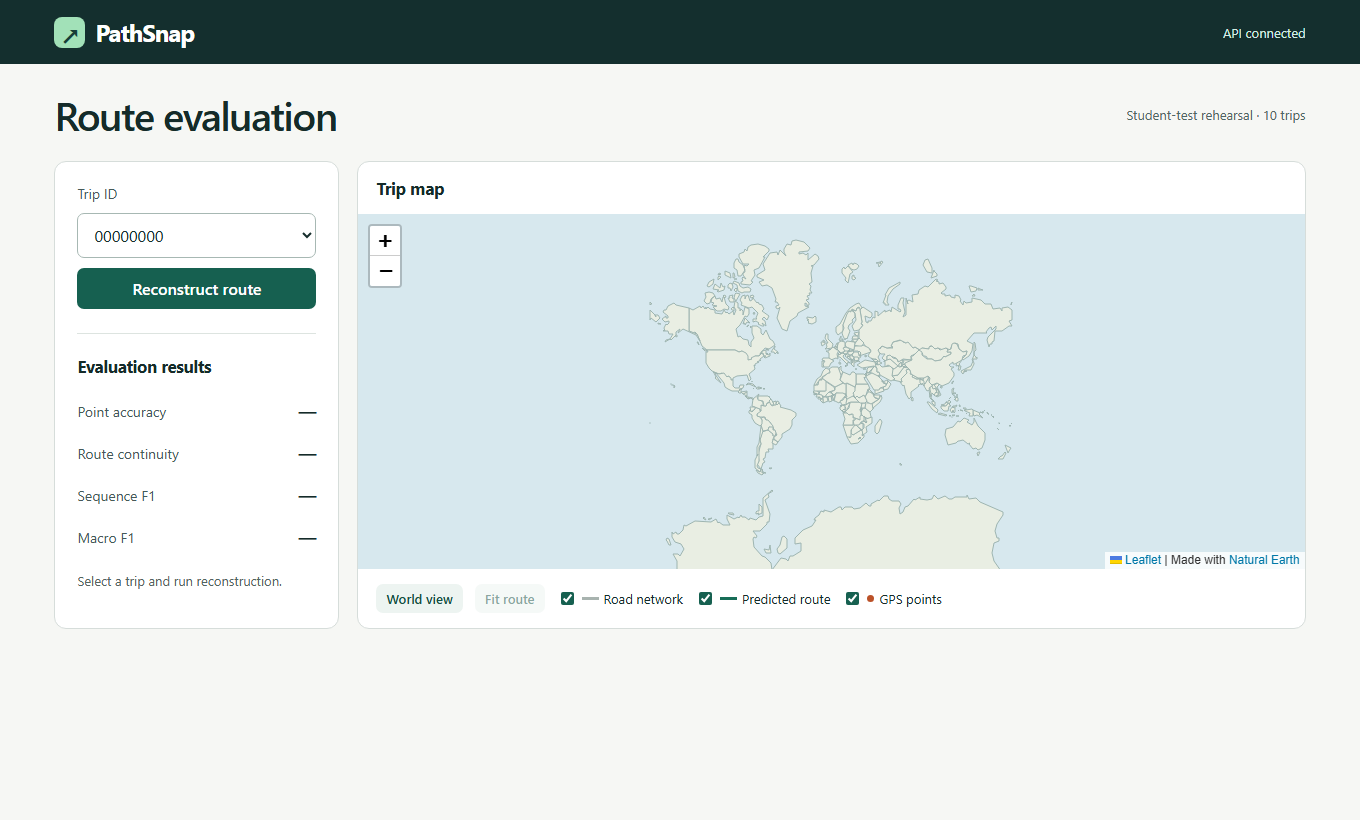 PathSnap
API connected
Route evaluation
Student-test rehearsal · 10 trips
Trip ID
00000000
Reconstruct route
Evaluation results
Point accuracy —
Route continuity —
Sequence F1 —
Macro F1 —
Select a trip and run reconstruction.
Trip map
+
−
Leaflet | Made with Natural Earth
World view Fit route Road network Predicted route GPS points